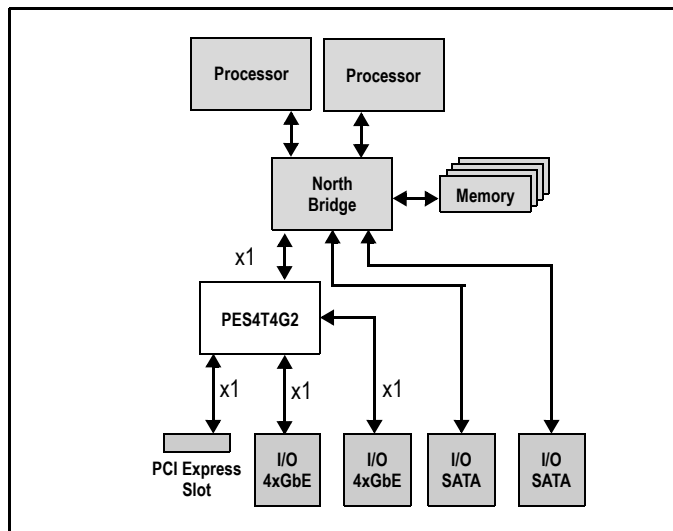 Processor
Processor
North
Bridge
Memory
x1
PES4T4G2
x1
x1
x1
PCI Express
Slot
I/O
4xGbE
I/O
4xGbE
I/O
SATA
I/O
SATA